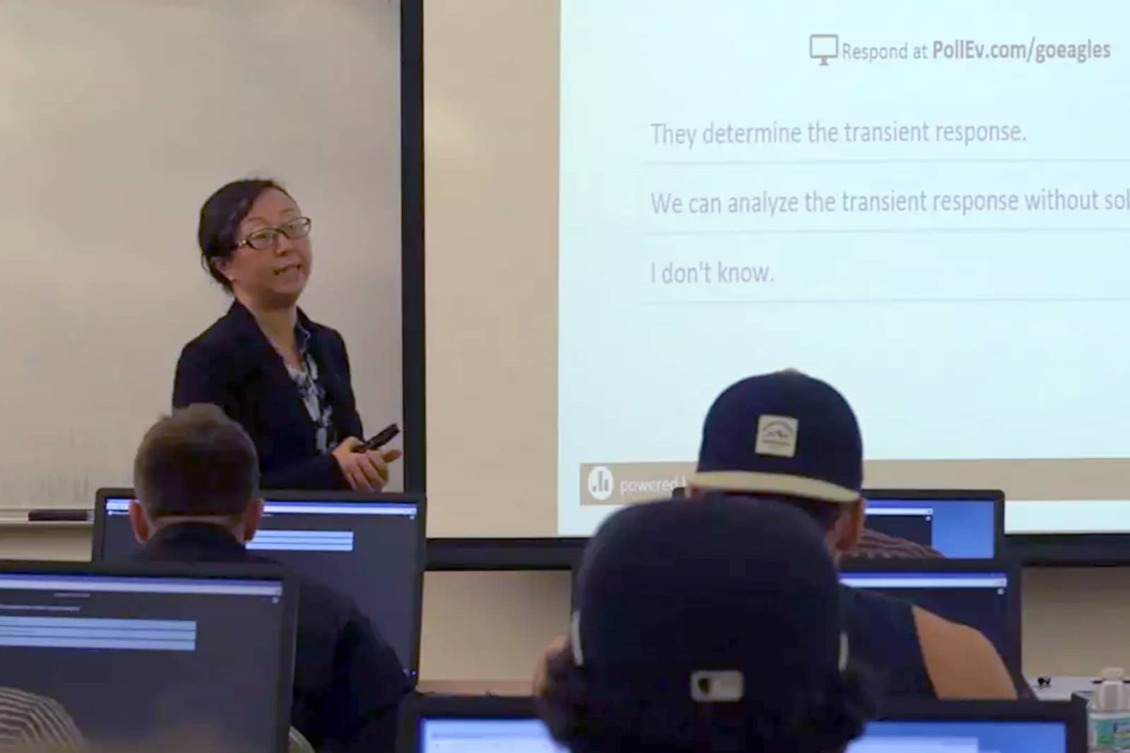 Respond at PollEv.com/goeagles
They determine the transient response.
We can analyze the transient response without sol
I don't know.
powered